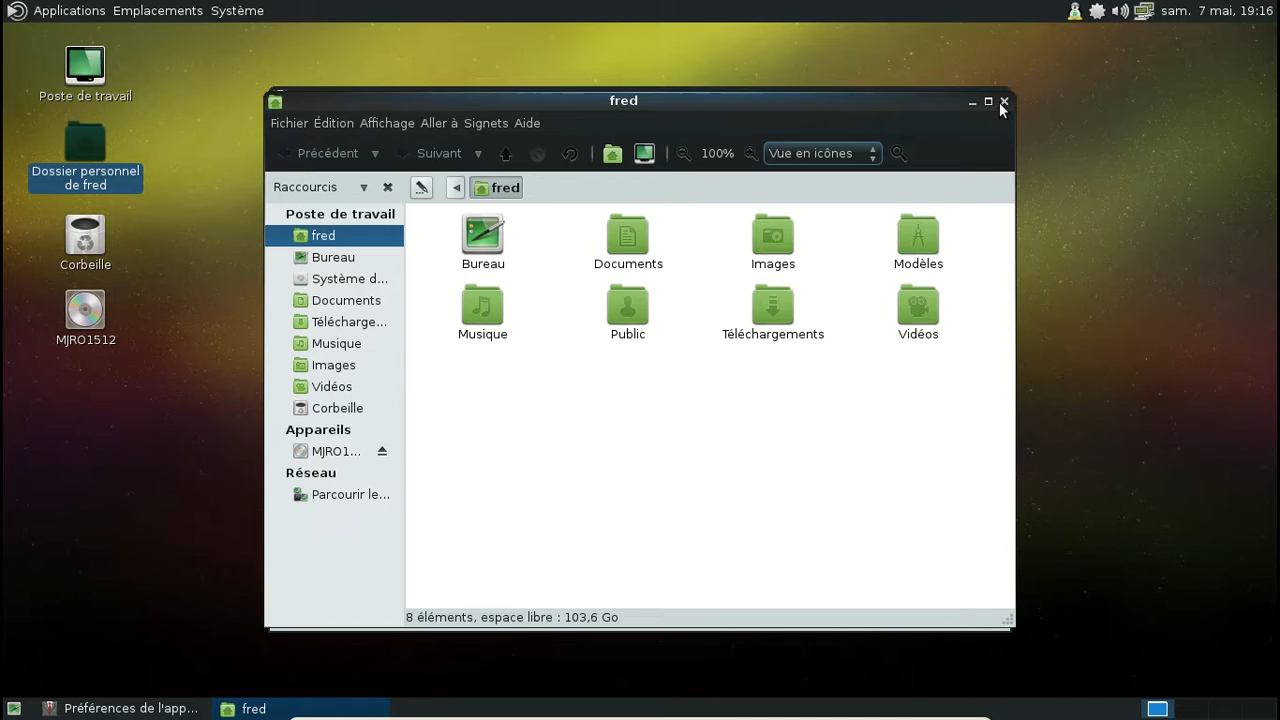 Applications Emplacements Système
sam. 7 mai, 19:16
Poste de travail
Dossier personnel
de fred
Corbeille
MJRO1512
fred
Fichier Édition Affichage Aller à Signets Aide
Précédent Suivant 100% Vue en icônes
Raccourcis fred
Poste de travail
fred
Bureau
Système d...
Documents
Télécharge...
Musique
Images
Vidéos
Corbeille
Appareils
MJRO1...
Réseau
Parcourir le...
Bureau Documents Images Modèles
Musique Public Téléchargements Vidéos
8 éléments, espace libre : 103,6 Go
Préférences de l'app... fred